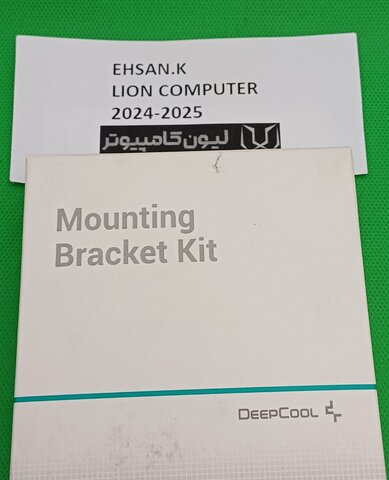 EHSAN.K
LION COMPUTER
2024-2025
لیون کامپیوتر
Mounting
Bracket Kit
DEEPCOOL